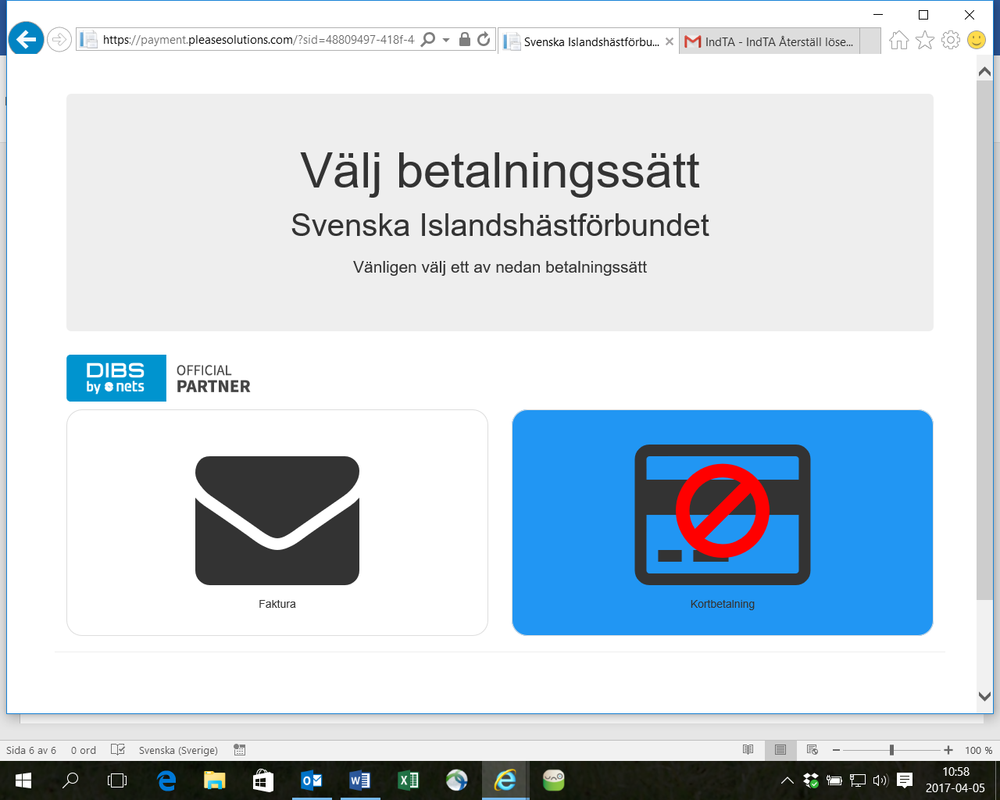 https://payment.pleasesolutions.com/?sid=48809497-418f-4
Svenska Islandshästförbu...
IndTA - IndTA Återställ löse...
Välj betalningssätt
Svenska Islandshästförbundet
Vänligen välj ett av nedan betalningssätt
DIBS
by nets
OFFICIAL
PARTNER
Faktura
Kortbetalning
Sida 6 av 6
0 ord
Svenska (Sverige)
100 %
uno
10:58
2017-04-05